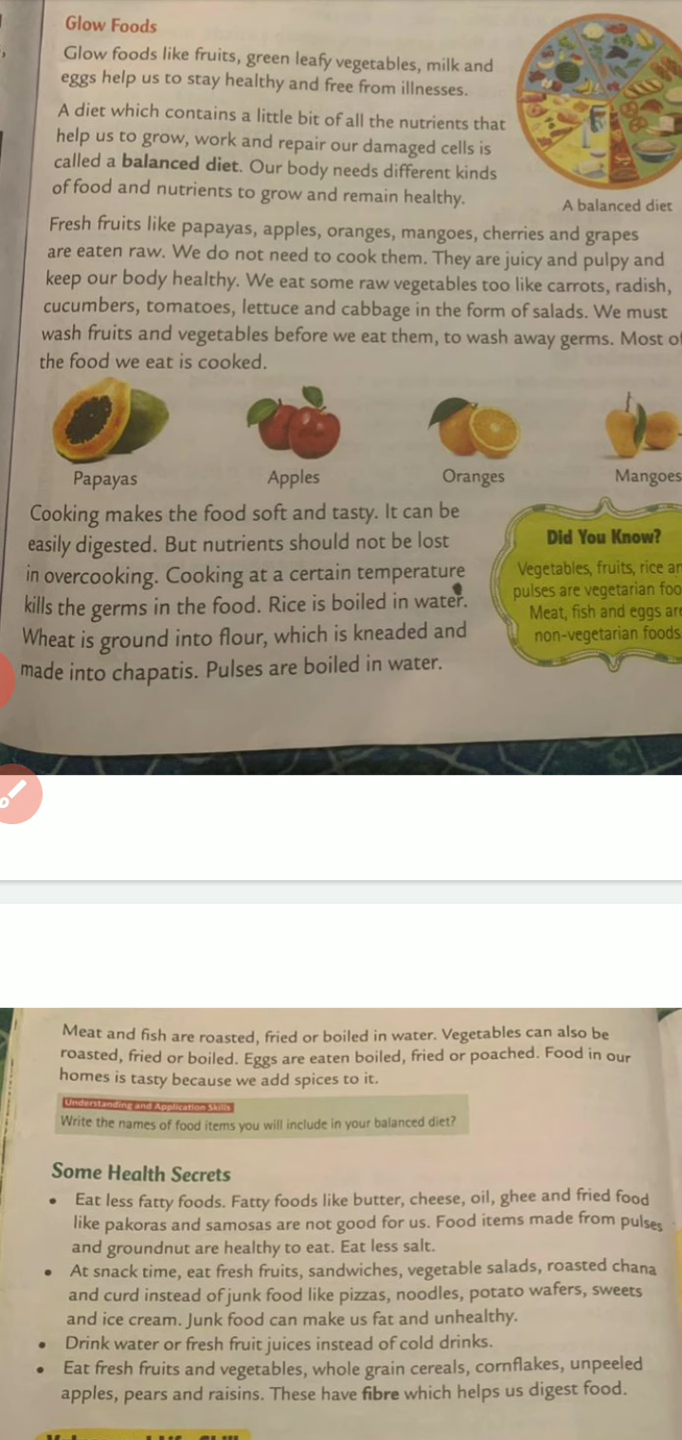 Glow Foods
Glow foods like fruits, green leafy vegetables, milk and
eggs help us to stay healthy and free from illnesses.
A diet which contains a little bit of all the nutrients that
help us to grow, work and repair our damaged cells is
called a balanced diet. Our body needs different kinds
of food and nutrients to grow and remain healthy.
A balanced diet
Fresh fruits like papayas, apples, oranges, mangoes, cherries and grapes
are eaten raw. We do not need to cook them. They are juicy and pulpy and
keep our body healthy. We eat some raw vegetables too like carrots, radish,
cucumbers, tomatoes, lettuce and cabbage in the form of salads. We must
wash fruits and vegetables before we eat them, to wash away germs. Most of
the food we eat is cooked.
Papayas Apples Oranges Mangoes
Cooking makes the food soft and tasty. It can be
easily digested. But nutrients should not be lost
in overcooking. Cooking at a certain temperature
kills the germs in the food. Rice is boiled in water.
Wheat is ground into flour, which is kneaded and
made into chapatis. Pulses are boiled in water.
Did You Know?
Vegetables, fruits, rice an
pulses are vegetarian foo
Meat, fish and eggs are
non-vegetarian foods
Meat and fish are roasted, fried or boiled in water. Vegetables can also be
roasted, fried or boiled. Eggs are eaten boiled, fried or poached. Food in our
homes is tasty because we add spices to it.
Understanding and Application Skills
Write the names of food items you will include in your balanced diet?
Some Health Secrets
• Eat less fatty foods. Fatty foods like butter, cheese, oil, ghee and fried food
like pakoras and samosas are not good for us. Food items made from pulses
and groundnut are healthy to eat. Eat less salt.
• At snack time, eat fresh fruits, sandwiches, vegetable salads, roasted chana
and curd instead of junk food like pizzas, noodles, potato wafers, sweets
and ice cream. Junk food can make us fat and unhealthy.
• Drink water or fresh fruit juices instead of cold drinks.
• Eat fresh fruits and vegetables, whole grain cereals, cornflakes, unpeeled
apples, pears and raisins. These have fibre which helps us digest food.